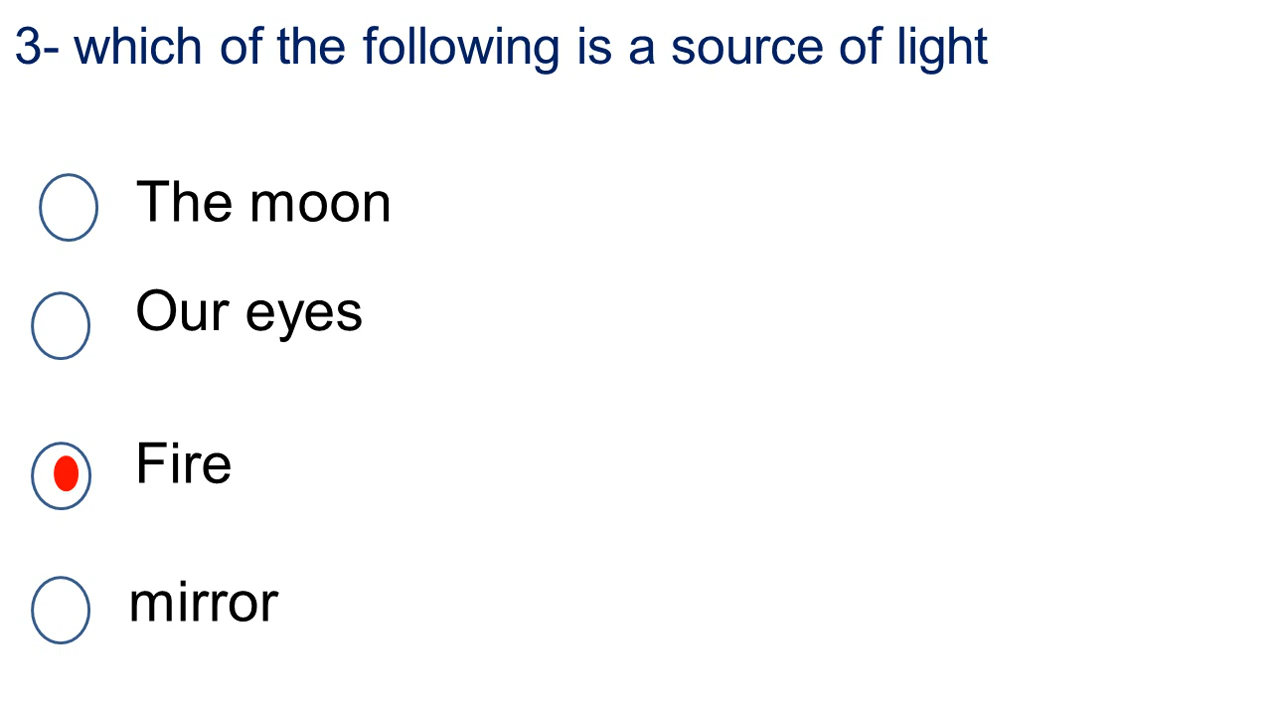 3- which of the following is a source of light
The moon
Our eyes
Fire
mirror